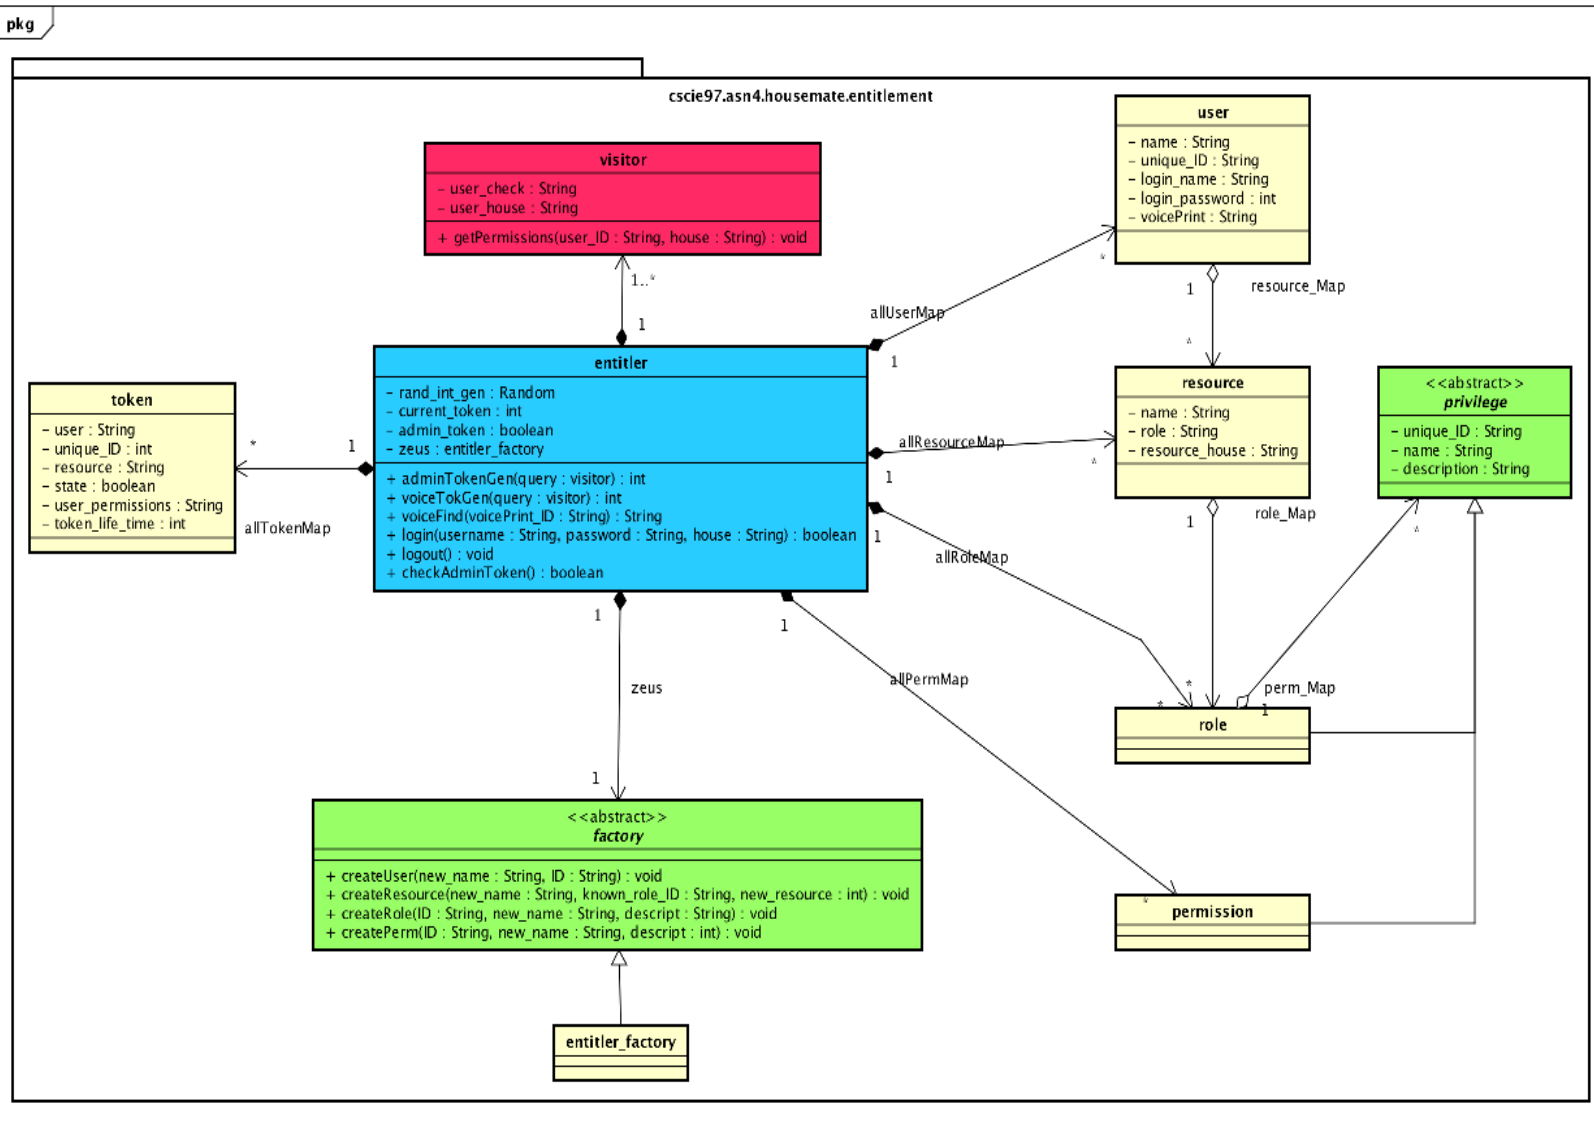 pkg
cscie97.asn4.housemate.entitlement
visitor
- user_check : String
- user_house : String
+ getPermissions(user_ID : String, house : String) : void
1..*
1
user
- name : String
- unique_ID : String
- login_name : String
- login_password : int
- voicePrint : String
allUserMap
*
1
1
resource_Map
*
entitler
- rand_int_gen : Random
- current_token : int
- admin_token : boolean
- zeus : entitler_factory
+ adminTokenGen(query : visitor) : int
+ voiceTokGen(query : visitor) : int
+ voiceFind(voicePrint_ID : String) : String
+ login(username : String, password : String, house : String) : boolean
+ logout() : void
+ checkAdminToken() : boolean
token
- user : String
- unique_ID : int
- resource : String
- state : boolean
- user_permissions : String
- token_life_time : int
*
1
allTokenMap
resource
- name : String
- role : String
- resource_house : String
allResourceMap
*
1
1
role_Map
<<abstract>>
privilege
- unique_ID : String
- name : String
- description : String
*
1
allRoleMap
*
*
perm_Map
1
role
1
1
allPermMap
zeus
1
<<abstract>>
factory
+ createUser(new_name : String, ID : String) : void
+ createResource(new_name : String, known_role_ID : String, new_resource : int) : void
+ createRole(ID : String, new_name : String, descript : String) : void
+ createPerm(ID : String, new_name : String, descript : int) : void
*
permission
entitler_factory